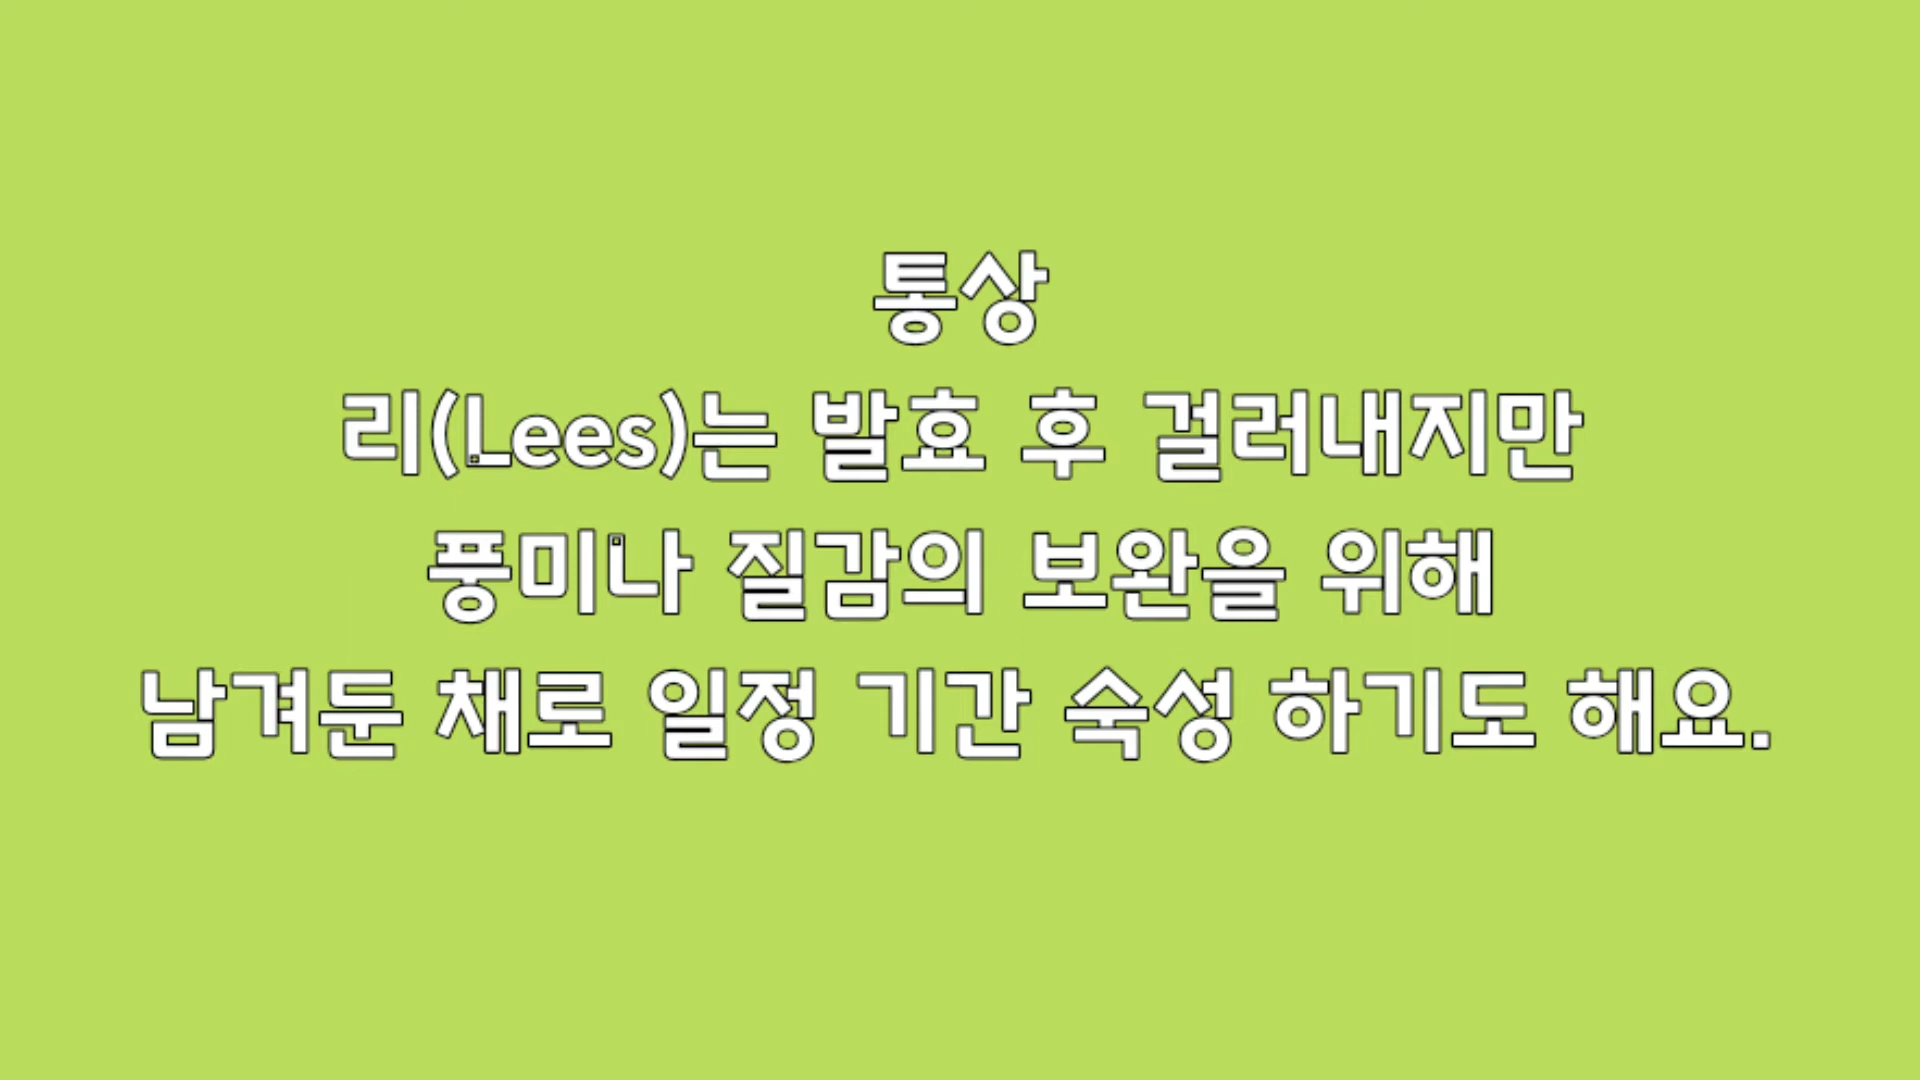 통상
리(Lees)는 발효 후 걸러내지만
풍미나 질감의 보완을 위해
남겨둔 채로 일정 기간 숙성 하기도 해요.